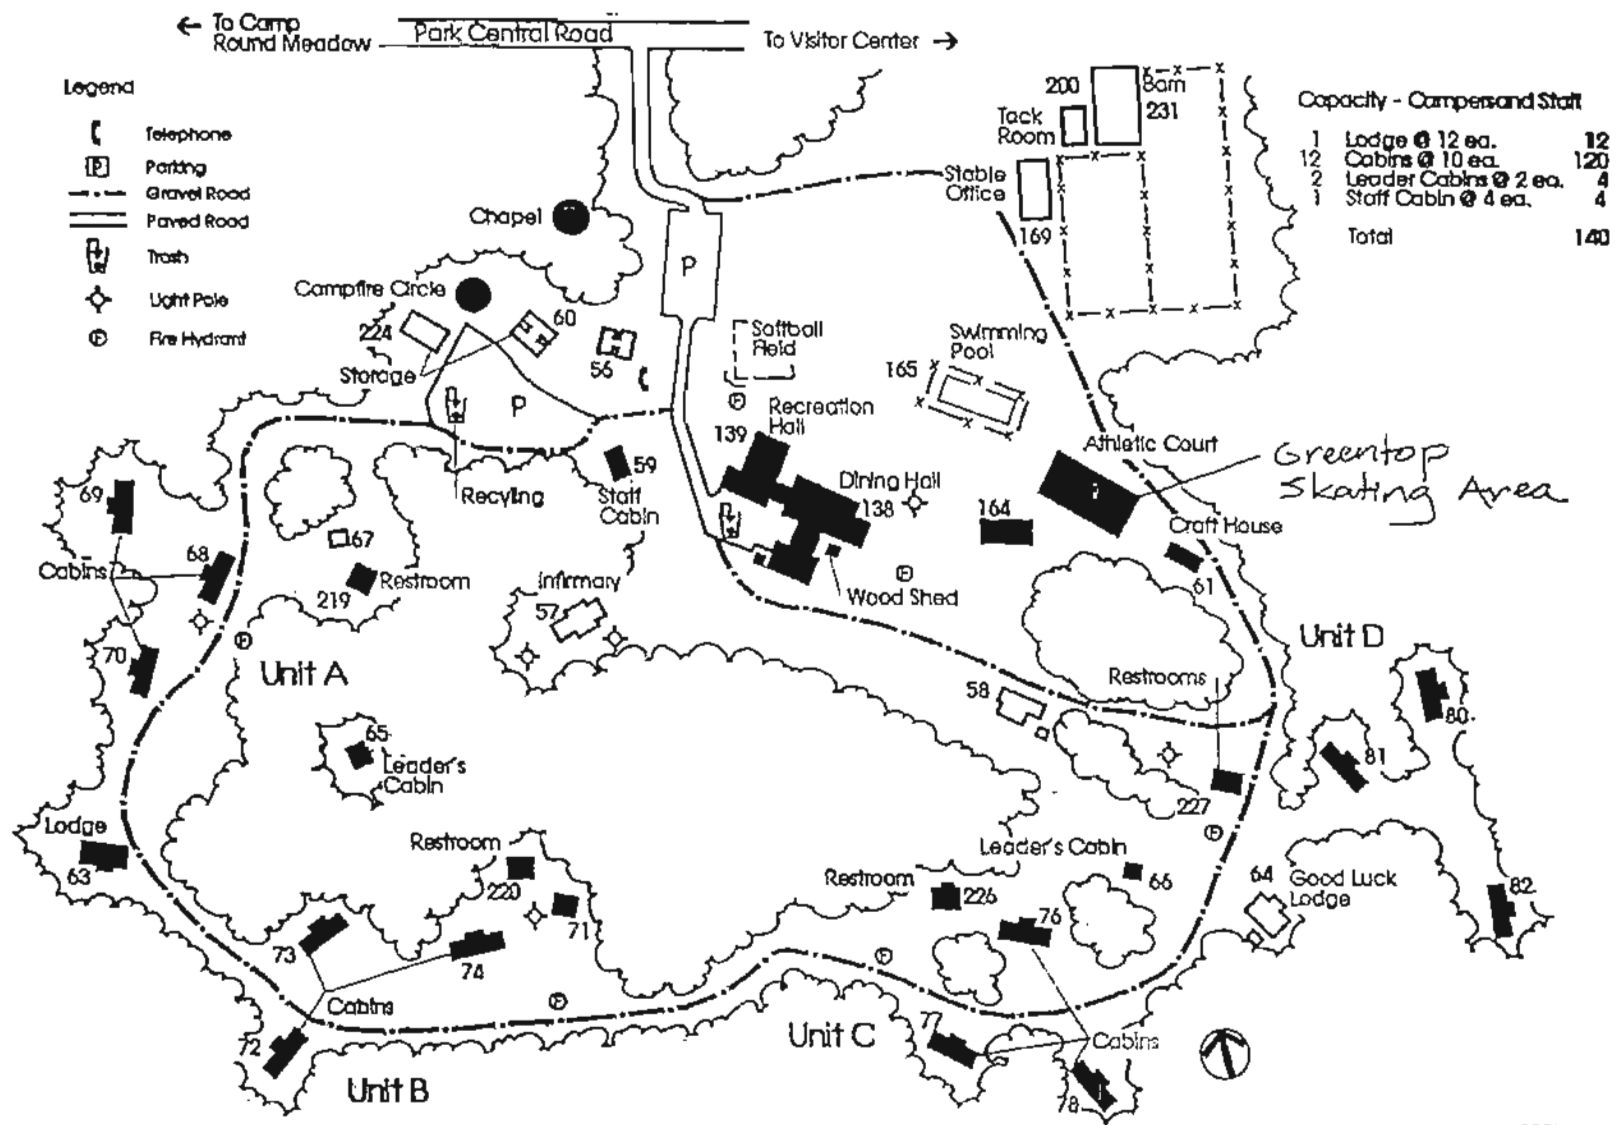 ← To Camp
Round Meadow
Park Central Road
To Visitor Center →
Legend
Telephone
P Parking
Gravel Road
Paved Road
Trash
Light Pole
F Fire Hydrant
Capacity - Campers and Staff
1 Lodge @ 12 ea. 12
12 Cabins @ 10 ea. 120
2 Leader Cabins @ 2 ea. 4
1 Staff Cabin @ 4 ea. 4
Total 140
200
Barn
231
Tack
Room
Stable
Office
169
Chapel
P
Campfire Circle
224
60
56
Storage
P
Softball
Field
F
Swimming
Pool
165
Recreation
Hall
139
Athletic Court
Greentop
Skating Area
59
Staff
Cabin
Recyling
Dining Hall
138
164
Craft House
61
69
68
Cabins
70
67
Restroom
219
F
Unit A
Infirmary
57
Wood Shed
F
Unit D
Restrooms
58
80
81
227
F
65
Leader's
Cabin
Lodge
63
Restroom
220
71
73
74
Cabins
72
F
Unit B
Restroom
226
Leader's Cabin
66
76
64
Good Luck
Lodge
82
F
Unit C
77
Cabins
78